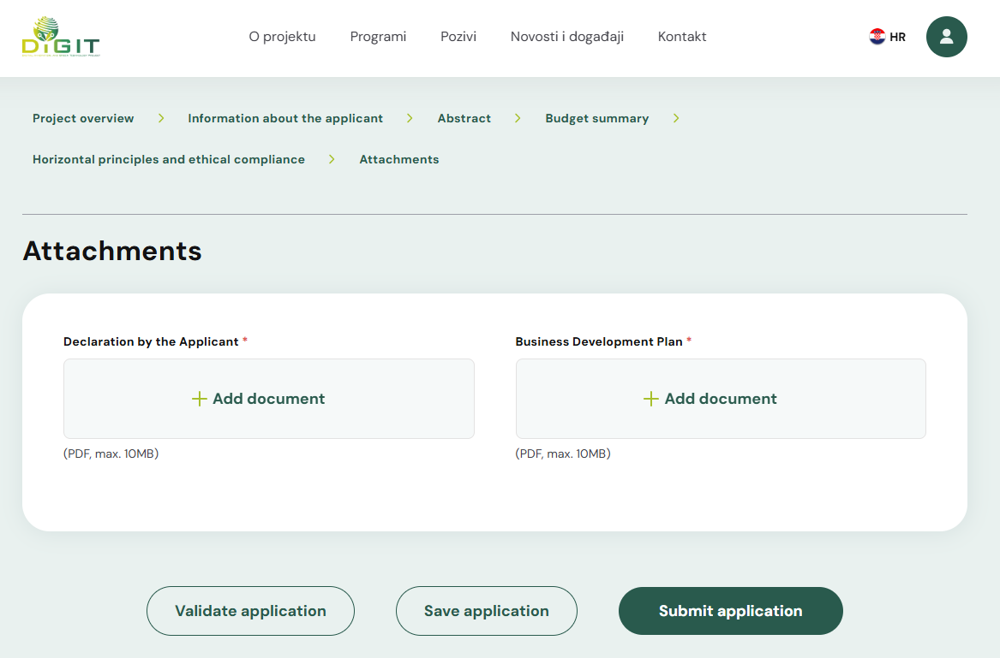 DiGIT
O projektu Programi Pozivi Novosti i događaji Kontakt HR
Project overview Information about the applicant Abstract Budget summary
Horizontal principles and ethical compliance Attachments
Attachments
Declaration by the Applicant * Business Development Plan *
Add document Add document
(PDF, max. 10MB) (PDF, max. 10MB)
Validate application Save application Submit application